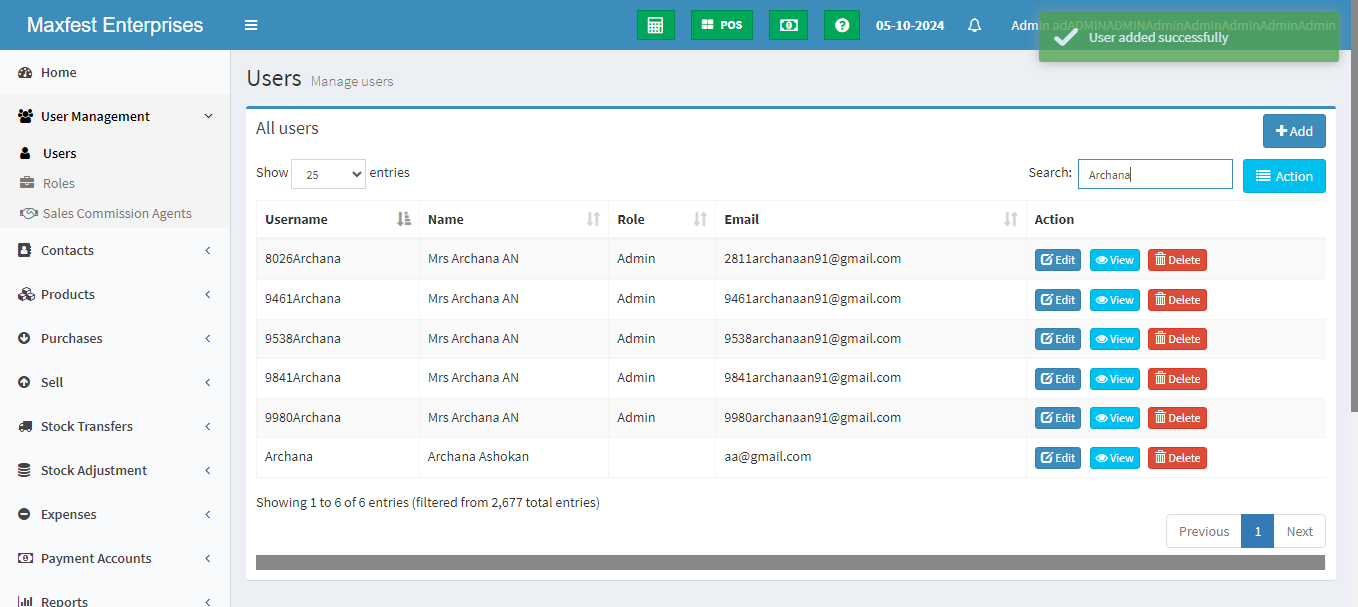 Maxfest Enterprises
POS
05-10-2024
Admin adADMINADMINAdminAdminAdminAdminAdmin
User added successfully
Home
User Management
Users
Roles
Sales Commission Agents
Contacts
Products
Purchases
Sell
Stock Transfers
Stock Adjustment
Expenses
Payment Accounts
Reports
Users Manage users
All users
Add
Show 25 entries
Search: Archana
Action
Username Name Role Email Action
8026Archana Mrs Archana AN Admin 2811archanaan91@gmail.com Edit View Delete
9461Archana Mrs Archana AN Admin 9461archanaan91@gmail.com Edit View Delete
9538Archana Mrs Archana AN Admin 9538archanaan91@gmail.com Edit View Delete
9841Archana Mrs Archana AN Admin 9841archanaan91@gmail.com Edit View Delete
9980Archana Mrs Archana AN Admin 9980archanaan91@gmail.com Edit View Delete
Archana Archana Ashokan aa@gmail.com Edit View Delete
Showing 1 to 6 of 6 entries (filtered from 2,677 total entries)
Previous 1 Next